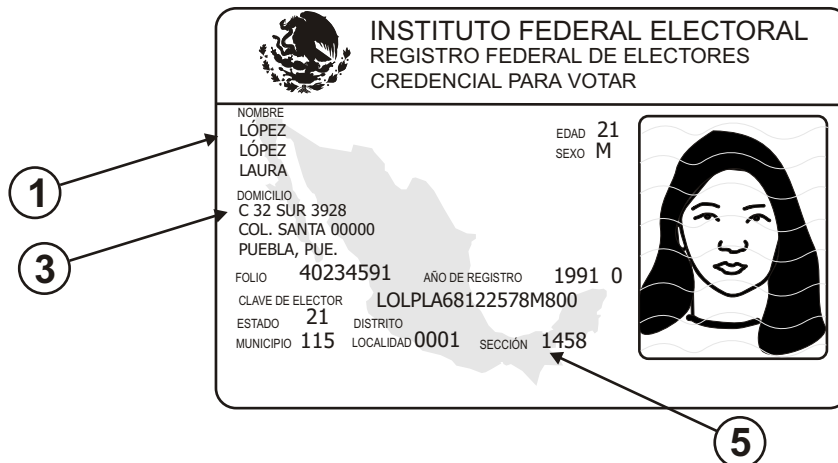 INSTITUTO FEDERAL ELECTORAL
REGISTRO FEDERAL DE ELECTORES
CREDENCIAL PARA VOTAR
NOMBRE
LÓPEZ
LÓPEZ
LAURA
EDAD 21
SEXO M
DOMICILIO
C 32 SUR 3928
COL. SANTA 00000
PUEBLA, PUE.
FOLIO 40234591 AÑO DE REGISTRO 1991 0
CLAVE DE ELECTOR LOLPLA68122578M800
ESTADO 21 DISTRITO
MUNICIPIO 115 LOCALIDAD 0001 SECCIÓN 1458
1
3
5